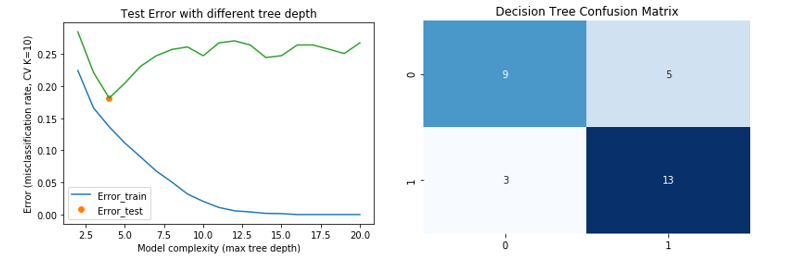 Test Error with different tree depth
Error (misclassification rate, CV K=10)
0.25
0.20
0.15
0.10
0.05
0.00
Error_train
Error_test
2.5 5.0 7.5 10.0 12.5 15.0 17.5 20.0
Model complexity (max tree depth)
Decision Tree Confusion Matrix
0 9 5
1 3 13
0 1